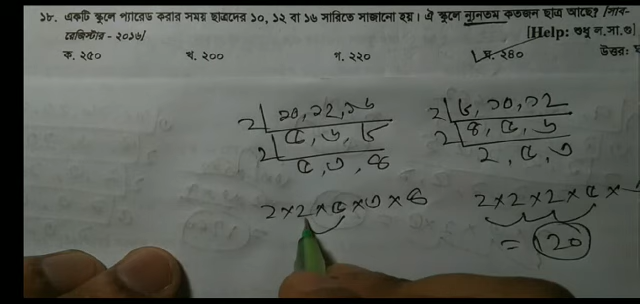 ১৮. একটি স্কুলে প্যারেড করার সময় ছাত্রদের ১০, ১২ বা ১৬ সারিতে সাজানো হয়। ঐ স্কুলে ন্যূনতম কতজন ছাত্র আছে? [সাব-
রেজিস্টার - ২০১৬] [Help: শুধু ল.সা.গু]
ক. ২৫০ খ. ২০০ গ. ২২০ ঘ. ২৪০ উত্তর: ঘ
2 ১০, ১২, ১৬
2 ৫, ৬, ৮
৫, ৩, ৪
2 ৮, ১০, ১২
2 ৪, ৫, ৬
2, ৫, ৩
2 × 2 × ৫ × ৩ × ৪
2 × 2 × 2 × ৫ ×
= 120